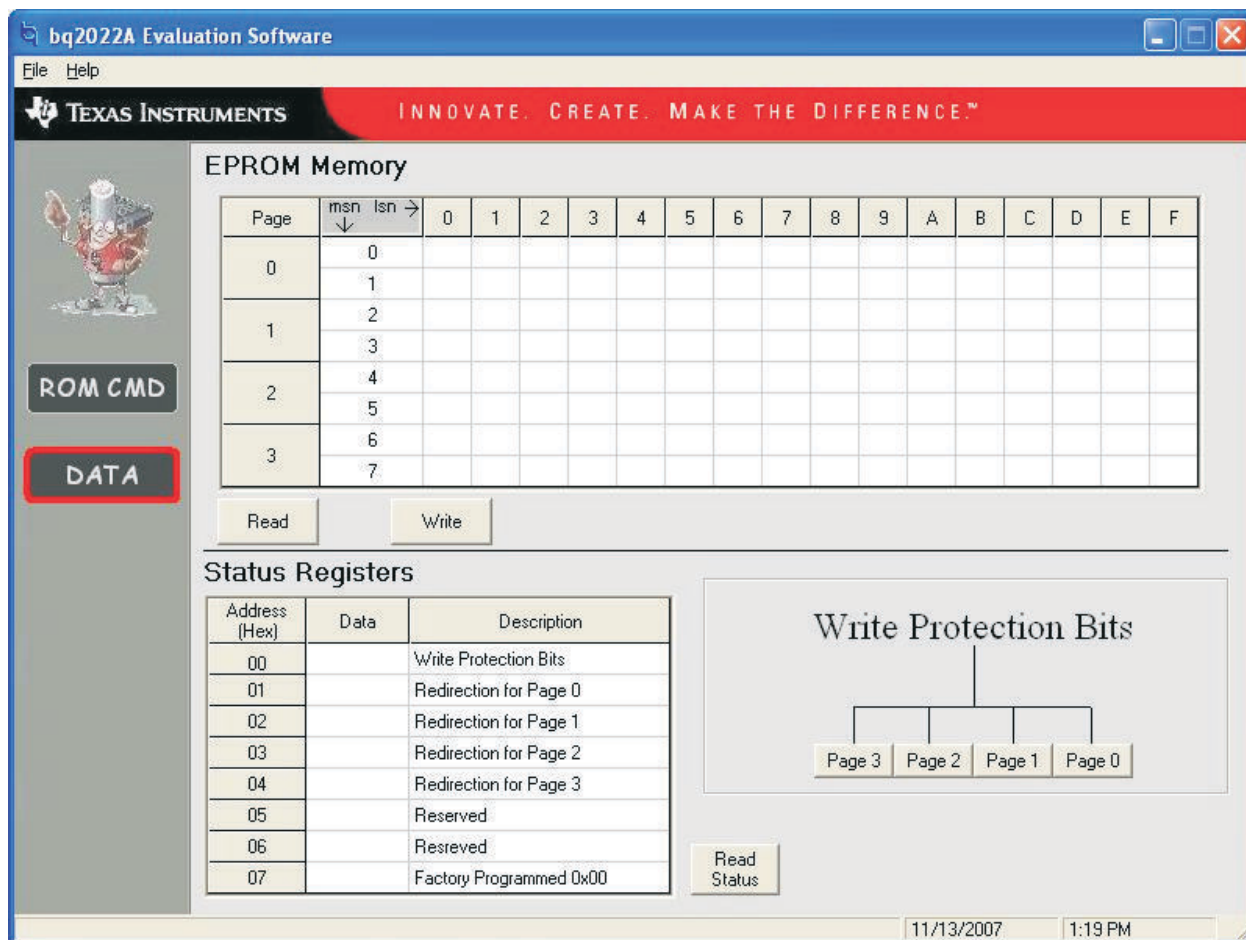 bq2022A Evaluation Software
File Help
TEXAS INSTRUMENTS INNOVATE. CREATE. MAKE THE DIFFERENCE.™
EPROM Memory
Page msn lsn → ↓ 0 1 2 3 4 5 6 7 8 9 A B C D E F
0 0
1
1 2
3
2 4
5
3 6
7
ROM CMD
DATA
Read Write
Status Registers
Address (Hex) Data Description
00 Write Protection Bits
01 Redirection for Page 0
02 Redirection for Page 1
03 Redirection for Page 2
04 Redirection for Page 3
05 Reserved
06 Resreved
07 Factory Programmed 0x00
Write Protection Bits
Page 3 Page 2 Page 1 Page 0
Read
Status
11/13/2007 1:19 PM